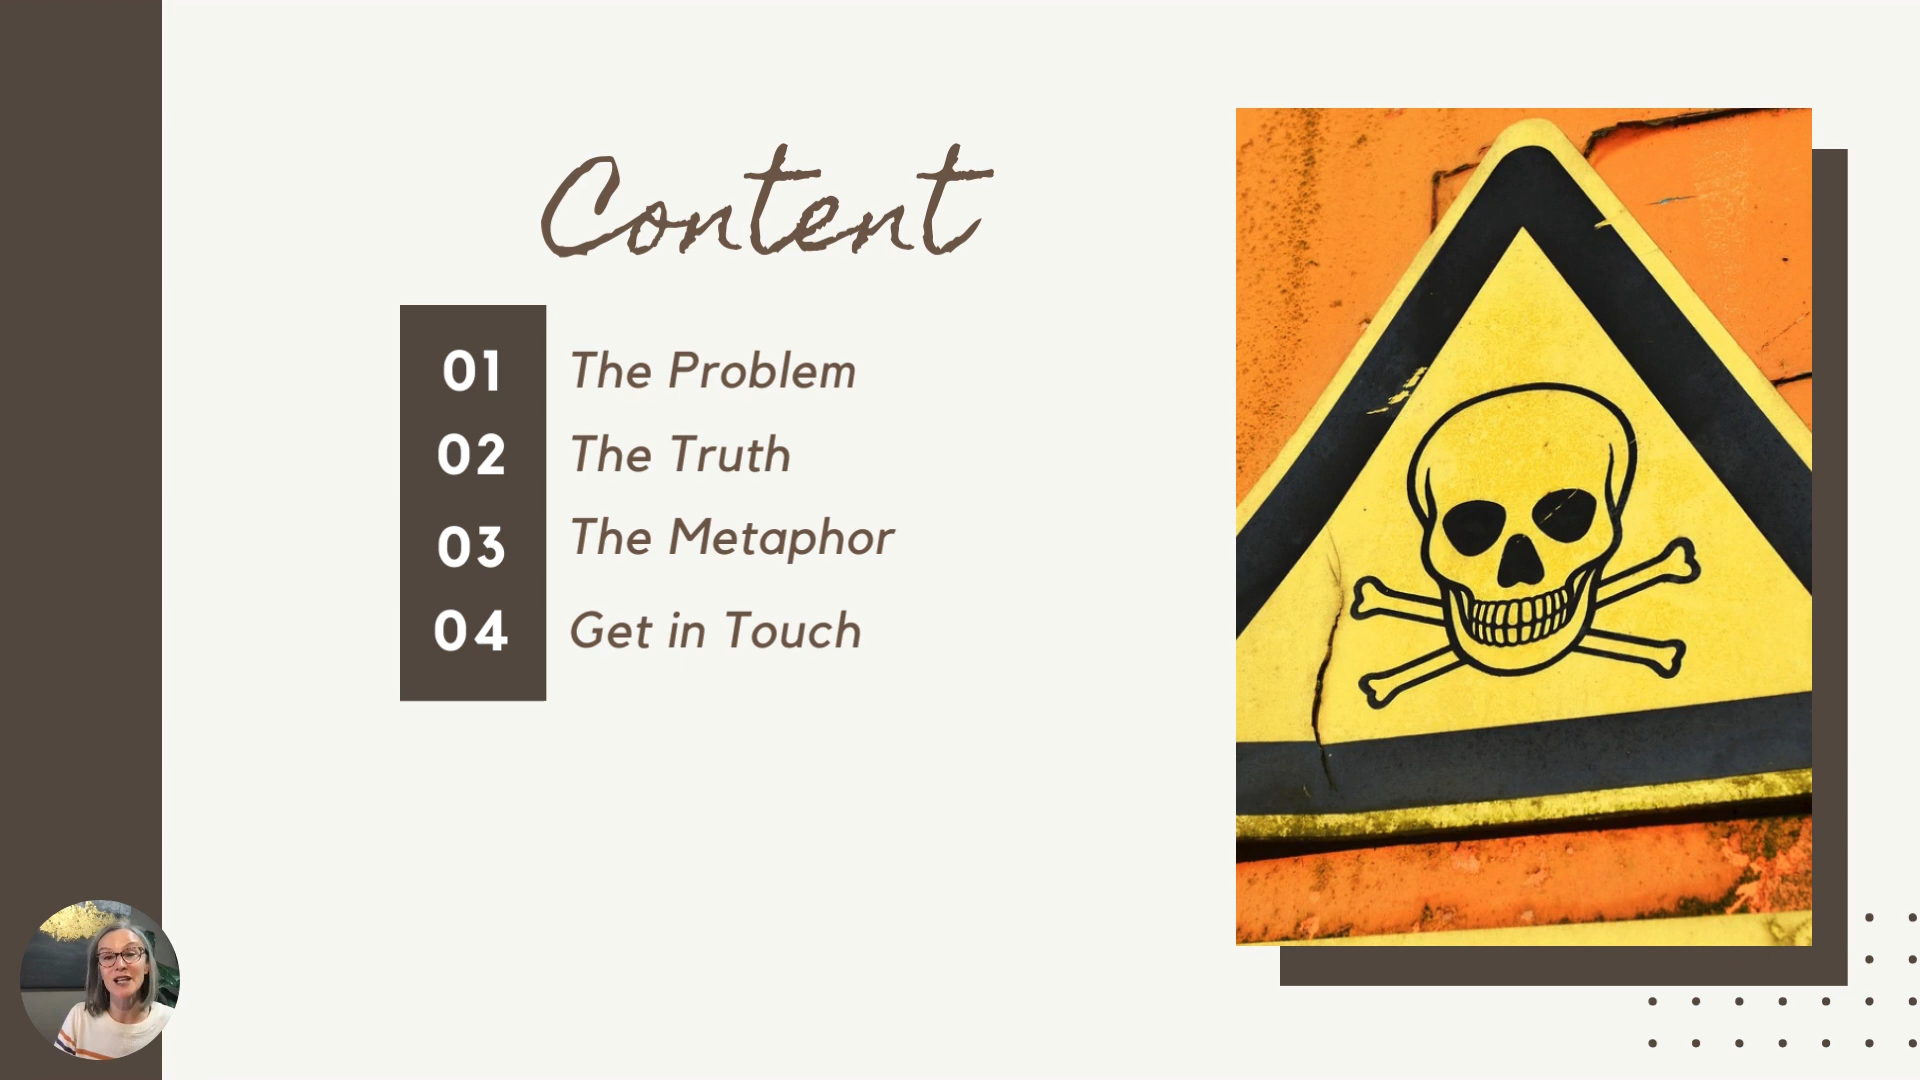 Content
01 The Problem
02 The Truth
03 The Metaphor
04 Get in Touch